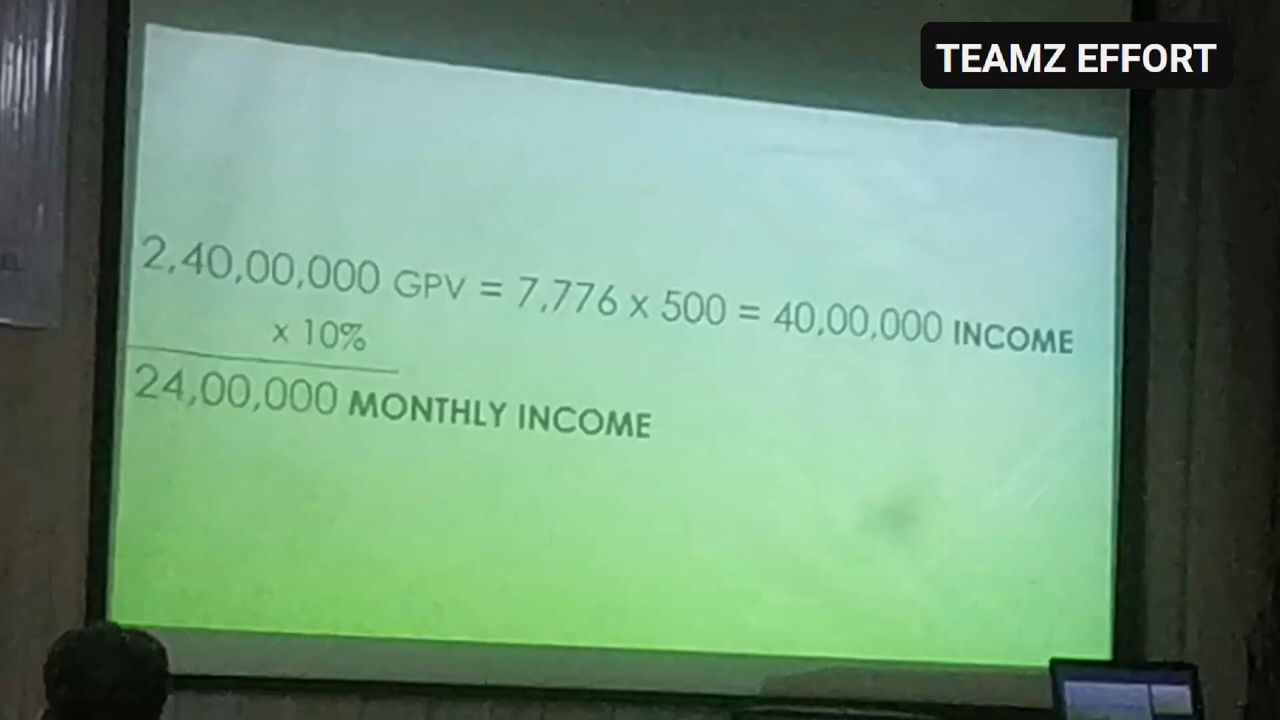 TEAMZ EFFORT
2,40,00,000 GPV = 7,776 x 500 = 40,00,000 INCOME
x 10%
24,00,000 MONTHLY INCOME